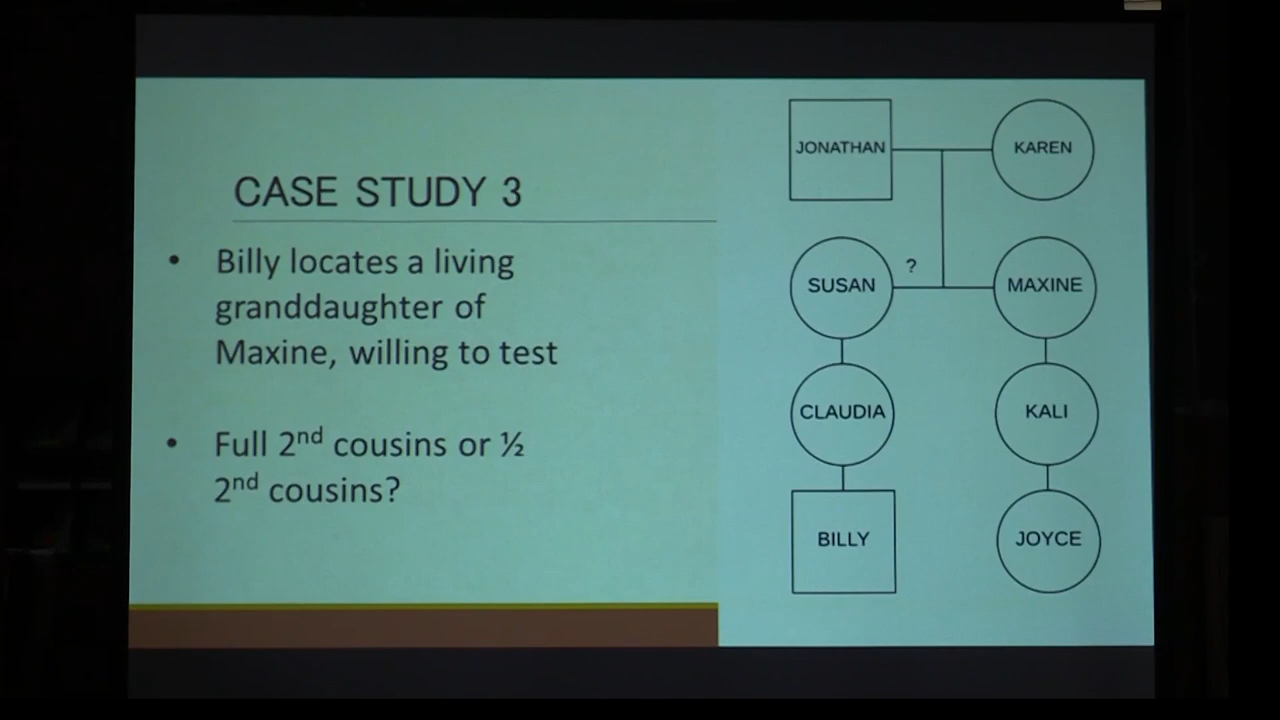 CASE STUDY 3
• Billy locates a living
granddaughter of
Maxine, willing to test
• Full 2nd cousins or ½
2nd cousins?
JONATHAN
KAREN
SUSAN
?
MAXINE
CLAUDIA
KALI
BILLY
JOYCE